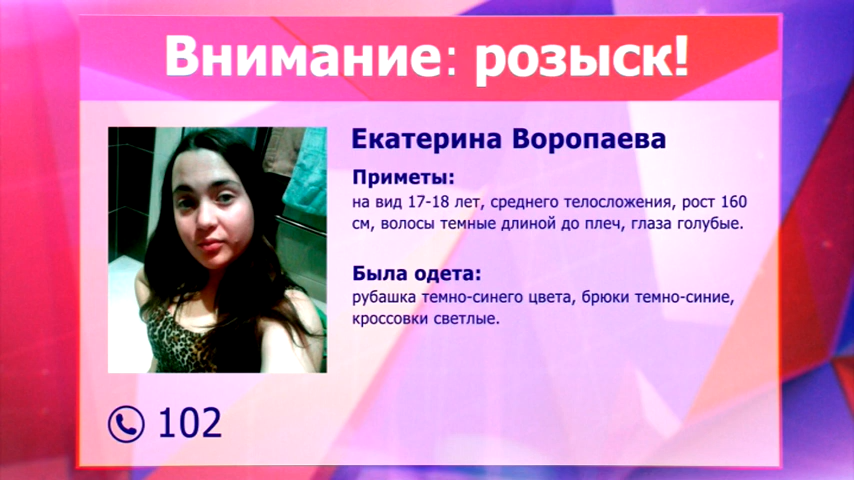 Внимание: розыск!
Екатерина Воропаева
Приметы:
на вид 17-18 лет, среднего телосложения, рост 160
см, волосы темные длиной до плеч, глаза голубые.
Была одета:
рубашка темно-синего цвета, брюки темно-синие,
кроссовки светлые.
102